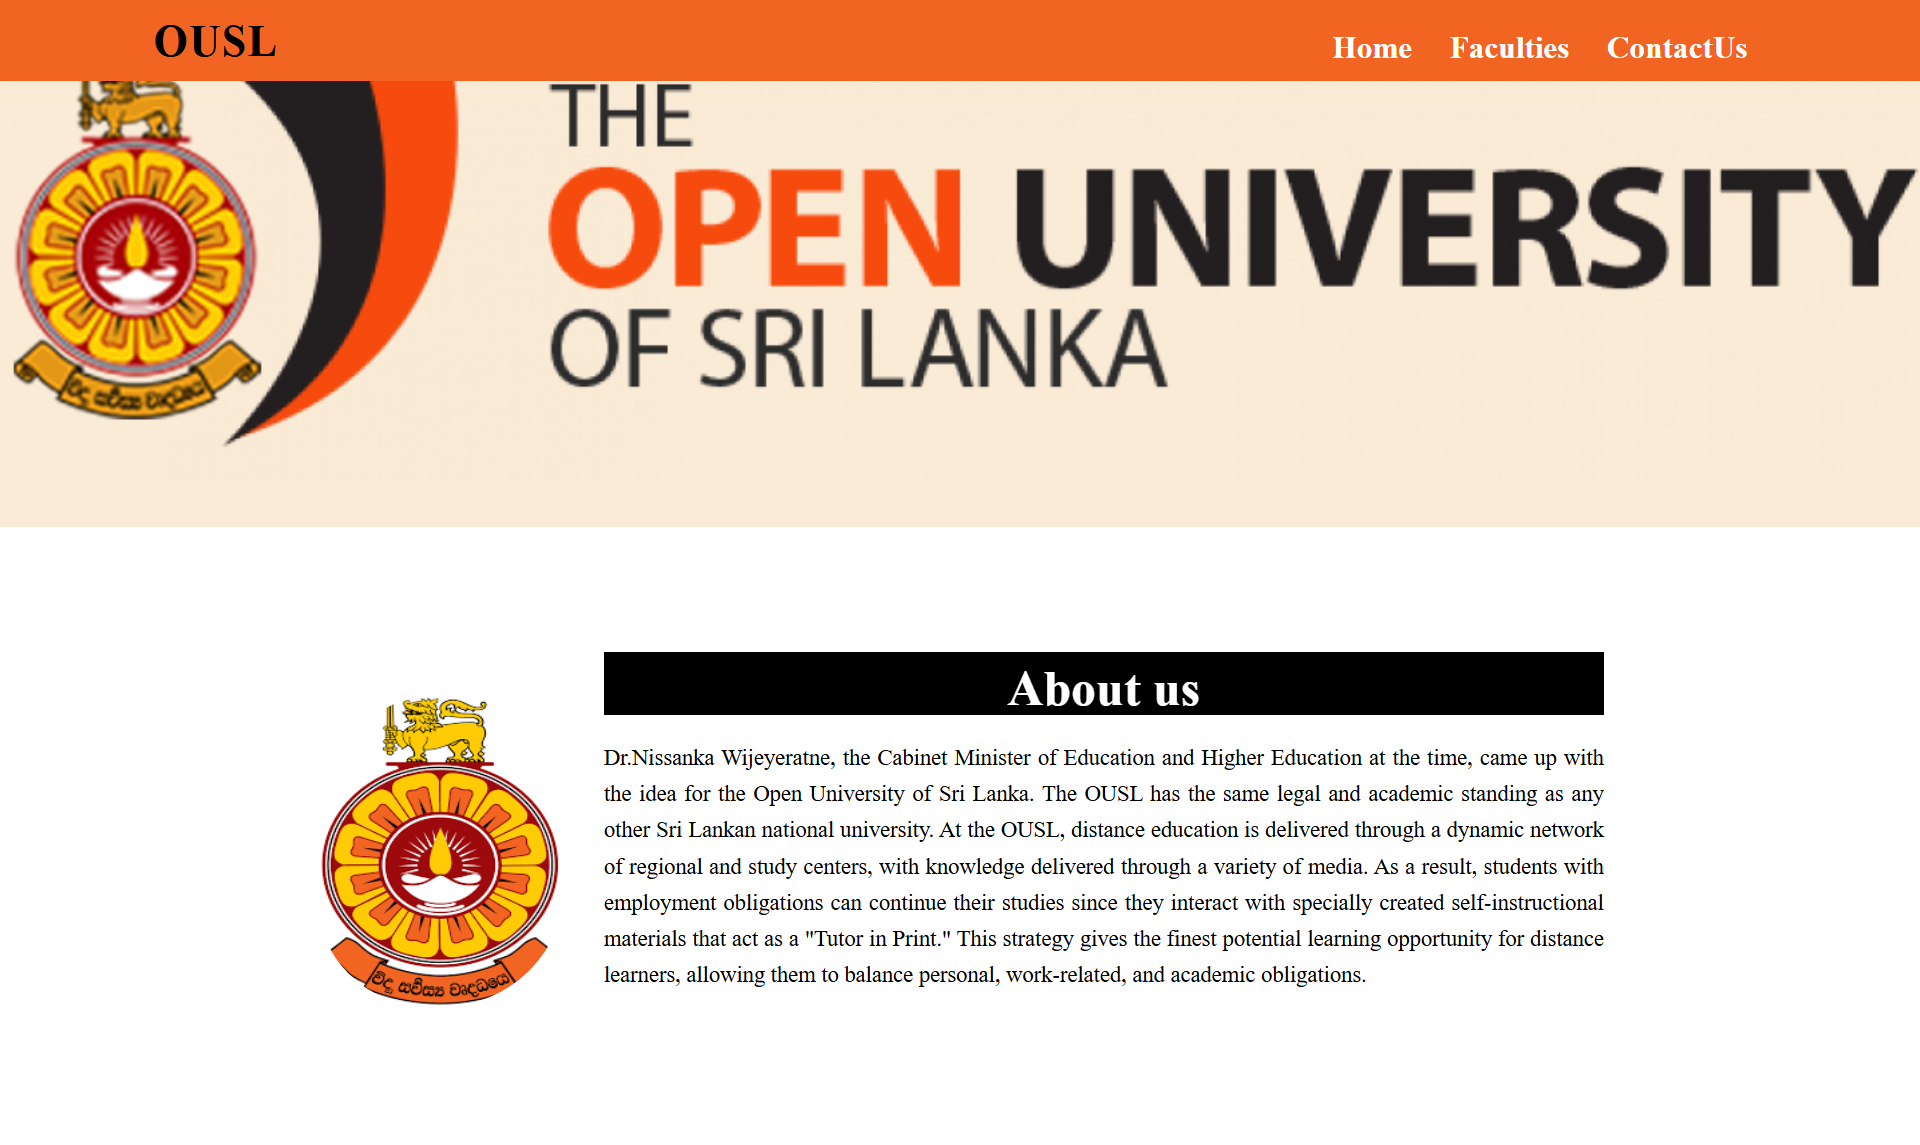 OUSL
Home Faculties ContactUs
THE
OPEN UNIVERSITY
OF SRI LANKA
About us
Dr.Nissanka Wijeyeratne, the Cabinet Minister of Education and Higher Education at the time, came up with
the idea for the Open University of Sri Lanka. The OUSL has the same legal and academic standing as any
other Sri Lankan national university. At the OUSL, distance education is delivered through a dynamic network
of regional and study centers, with knowledge delivered through a variety of media. As a result, students with
employment obligations can continue their studies since they interact with specially created self-instructional
materials that act as a "Tutor in Print." This strategy gives the finest potential learning opportunity for distance
learners, allowing them to balance personal, work-related, and academic obligations.